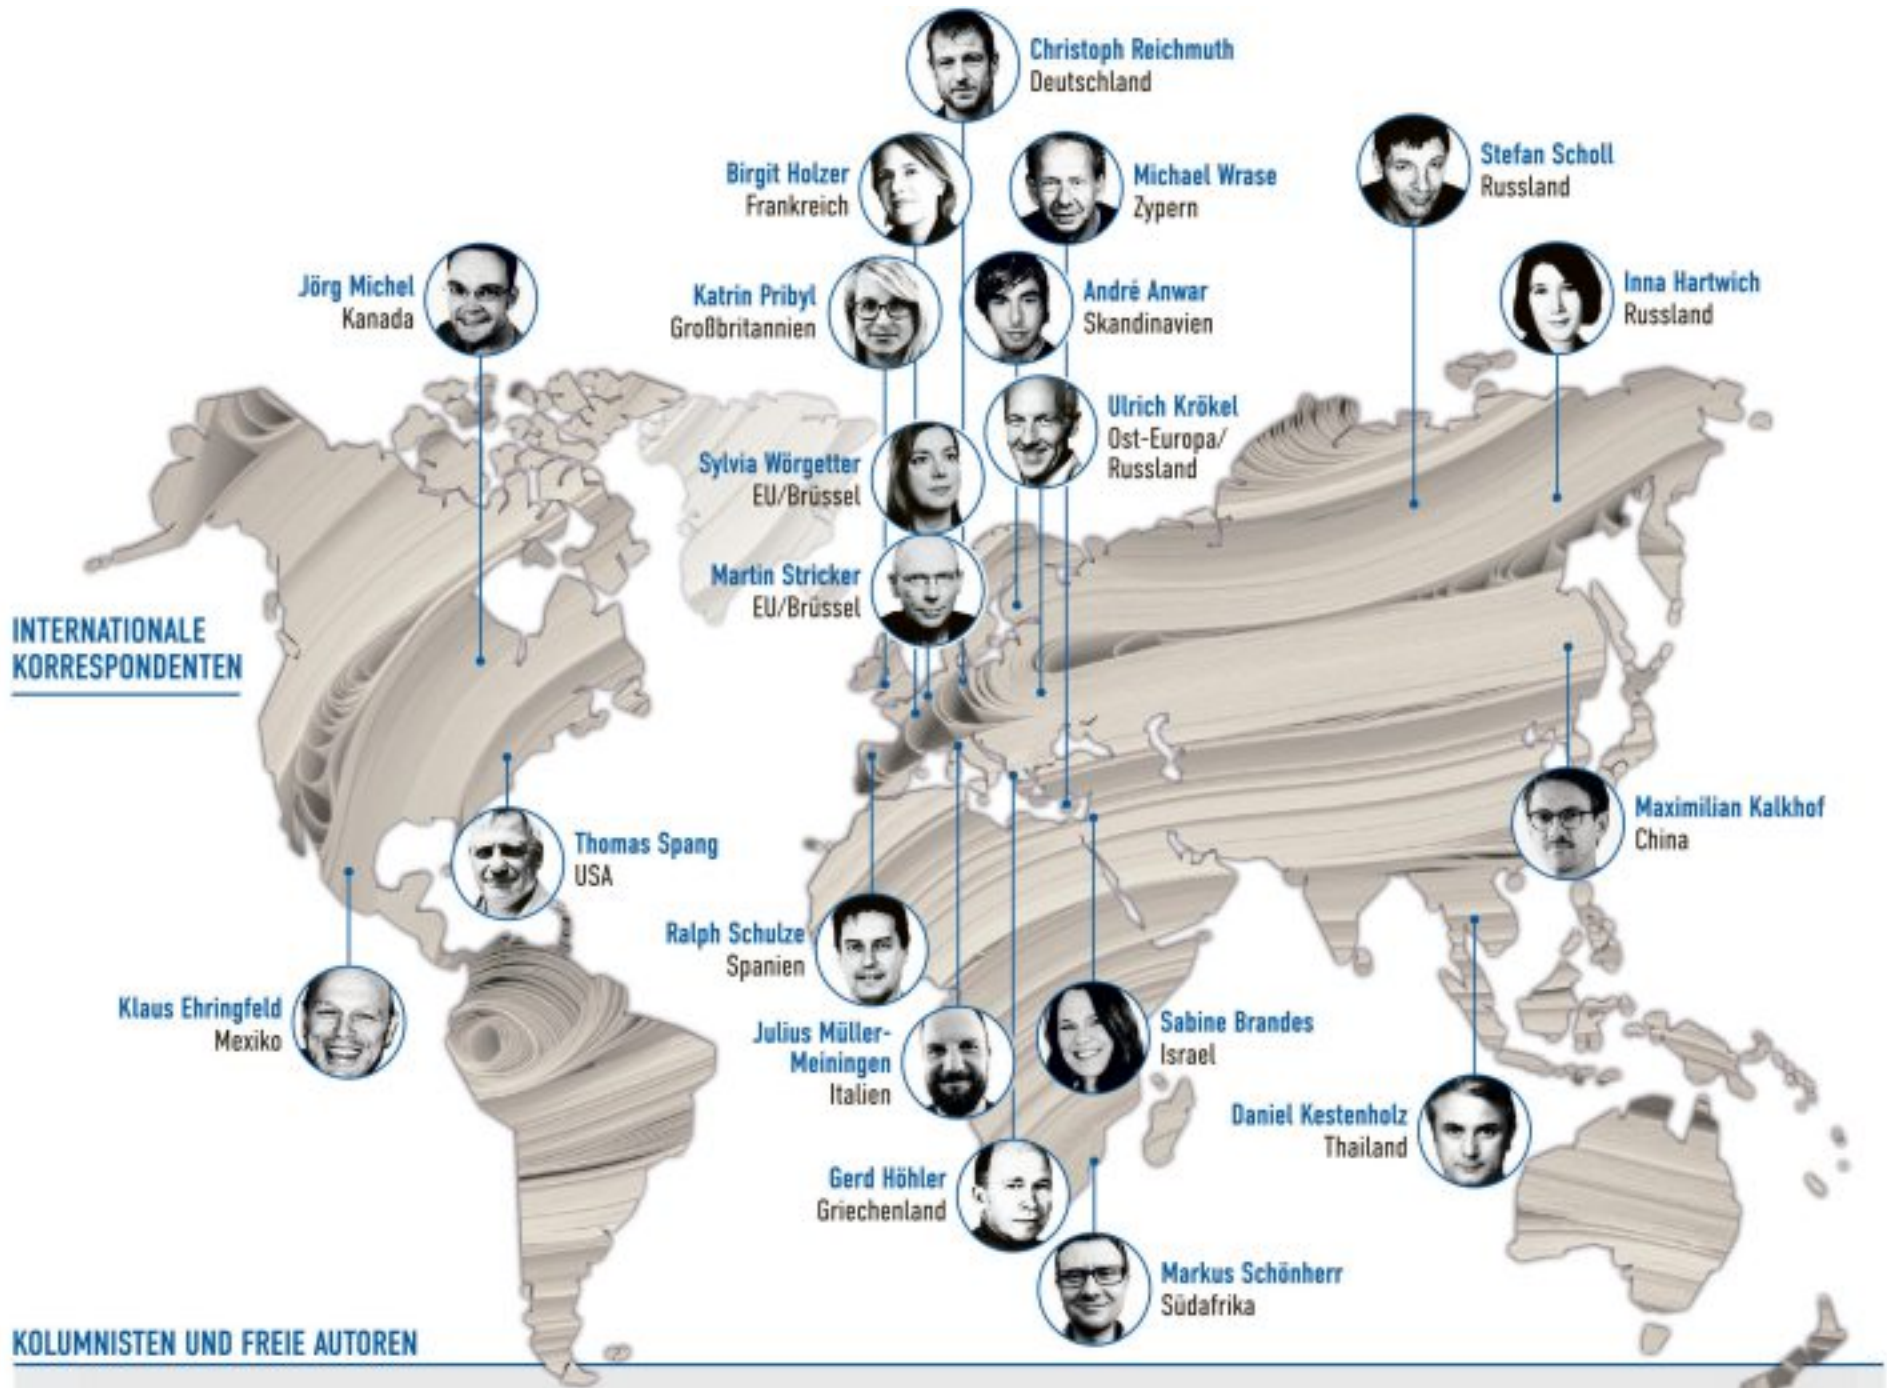 Christoph Reichmuth
Deutschland
Birgit Holzer
Frankreich
Michael Wrase
Zypern
Stefan Scholl
Russland
Jörg Michel
Kanada
Katrin Pribyl
Großbritannien
André Anwar
Skandinavien
Inna Hartwich
Russland
Ulrich Krökel
Ost-Europa/
Russland
Sylvia Wörgetter
EU/Brüssel
Martin Stricker
EU/Brüssel
INTERNATIONALE
KORRESPONDENTEN
Thomas Spang
USA
Maximilian Kalkhof
China
Ralph Schulze
Spanien
Klaus Ehringfeld
Mexiko
Julius Müller-
Meiningen
Italien
Sabine Brandes
Israel
Daniel Kestenholz
Thailand
Gerd Höhler
Griechenland
Markus Schönherr
Südafrika
KOLUMNISTEN UND FREIE AUTOREN